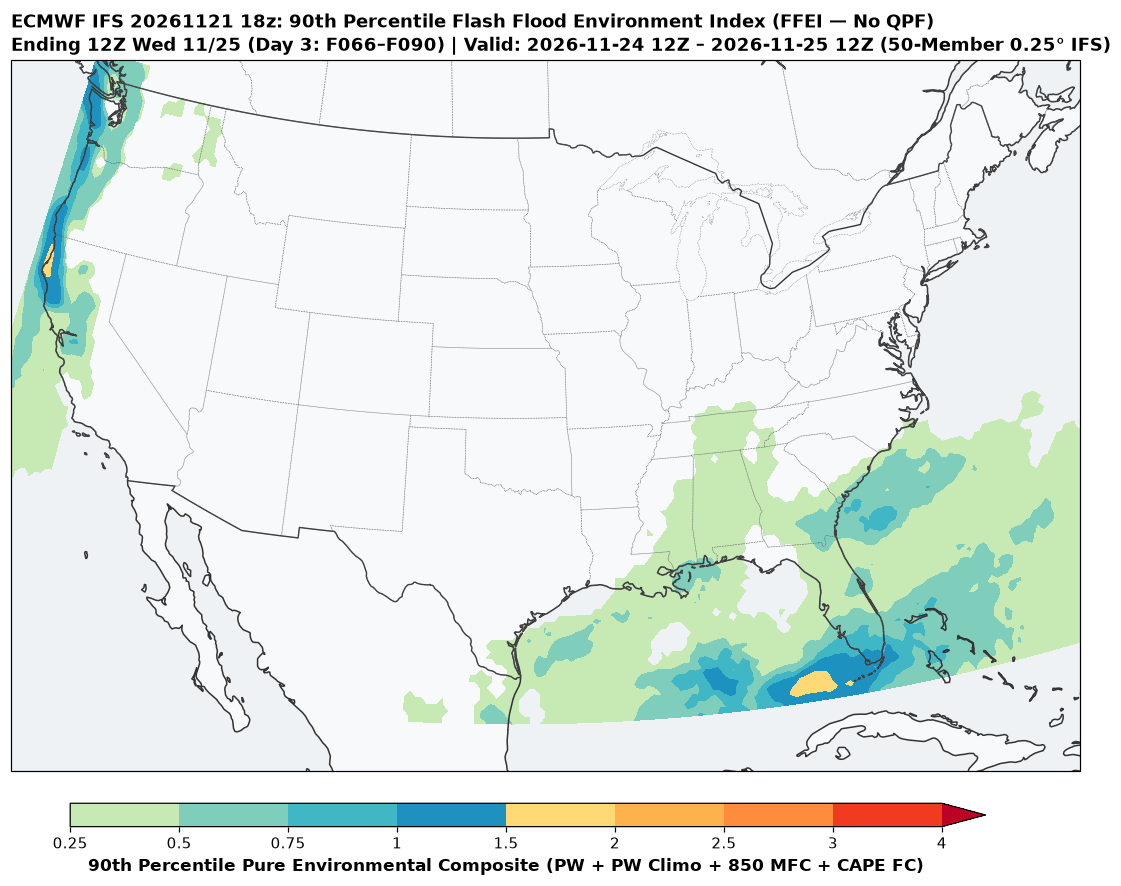 ECMWF IFS 20261121 18z: 90th Percentile Flash Flood Environment Index (FFEI — No QPF)
Ending 12Z Wed 11/25 (Day 3: F066–F090) | Valid: 2026-11-24 12Z – 2026-11-25 12Z (50-Member 0.25° IFS)
0.25 0.5 0.75 1 1.5 2 2.5 3 4
90th Percentile Pure Environmental Composite (PW + PW Climo + 850 MFC + CAPE FC)